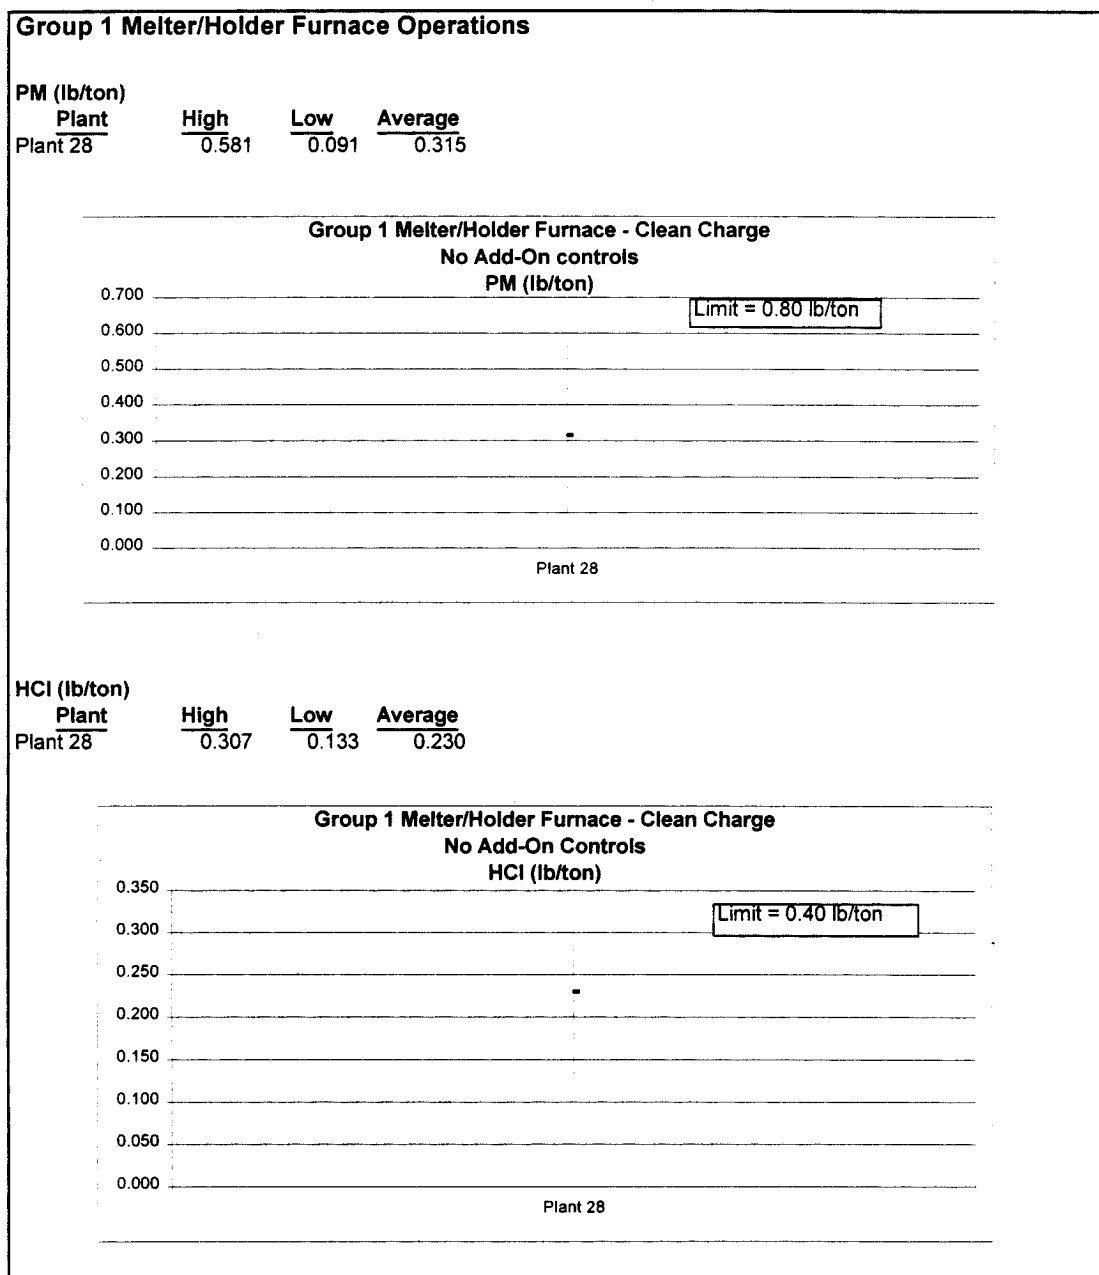 Group 1 Melter/Holder Furnace Operations
PM (lb/ton)
Plant High Low Average
Plant 28 0.581 0.091 0.315
Group 1 Melter/Holder Furnace - Clean Charge
No Add-On controls
PM (lb/ton)
0.700
Limit = 0.80 lb/ton
0.600
0.500
0.400
0.300
0.200
0.100
0.000
Plant 28
HCl (lb/ton)
Plant High Low Average
Plant 28 0.307 0.133 0.230
Group 1 Melter/Holder Furnace - Clean Charge
No Add-On Controls
HCl (lb/ton)
0.350
Limit = 0.40 lb/ton
0.300
0.250
0.200
0.150
0.100
0.050
0.000
Plant 28